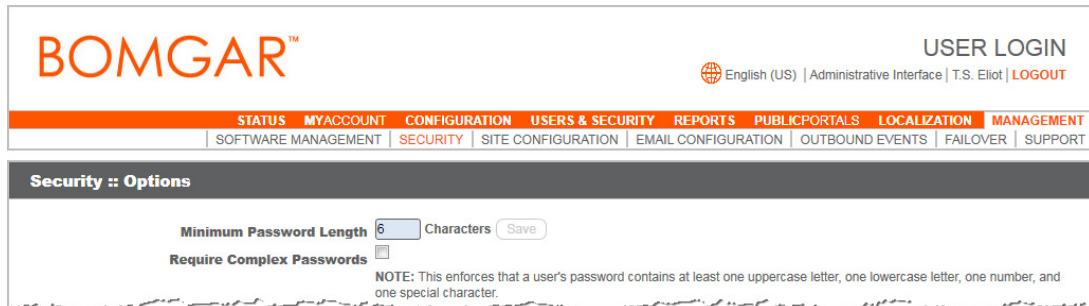 BOMGAR™
USER LOGIN
English (US) | Administrative Interface | T.S. Eliot | LOGOUT
STATUS MYACCOUNT CONFIGURATION USERS & SECURITY REPORTS PUBLICPORTALS LOCALIZATION MANAGEMENT
SOFTWARE MANAGEMENT | SECURITY | SITE CONFIGURATION | EMAIL CONFIGURATION | OUTBOUND EVENTS | FAILOVER | SUPPORT
Security :: Options
Minimum Password Length 6 Characters Save
Require Complex Passwords
NOTE: This enforces that a user's password contains at least one uppercase letter, one lowercase letter, one number, and
one special character.